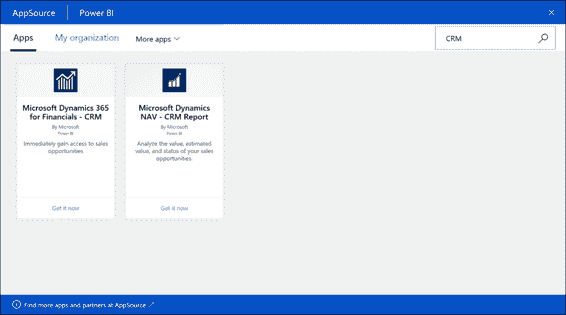 AppSource Power BI
Apps My organization More apps
CRM
Microsoft Dynamics 365
for Financials - CRM
By Microsoft
Power BI
Immediately gain access to sales
opportunities
Get it now
Microsoft Dynamics
NAV - CRM Report
By Microsoft
Power BI
Analyze the value, estimated
value, and status of your sales
opportunities
Get it now
Find more apps and partners at AppSource